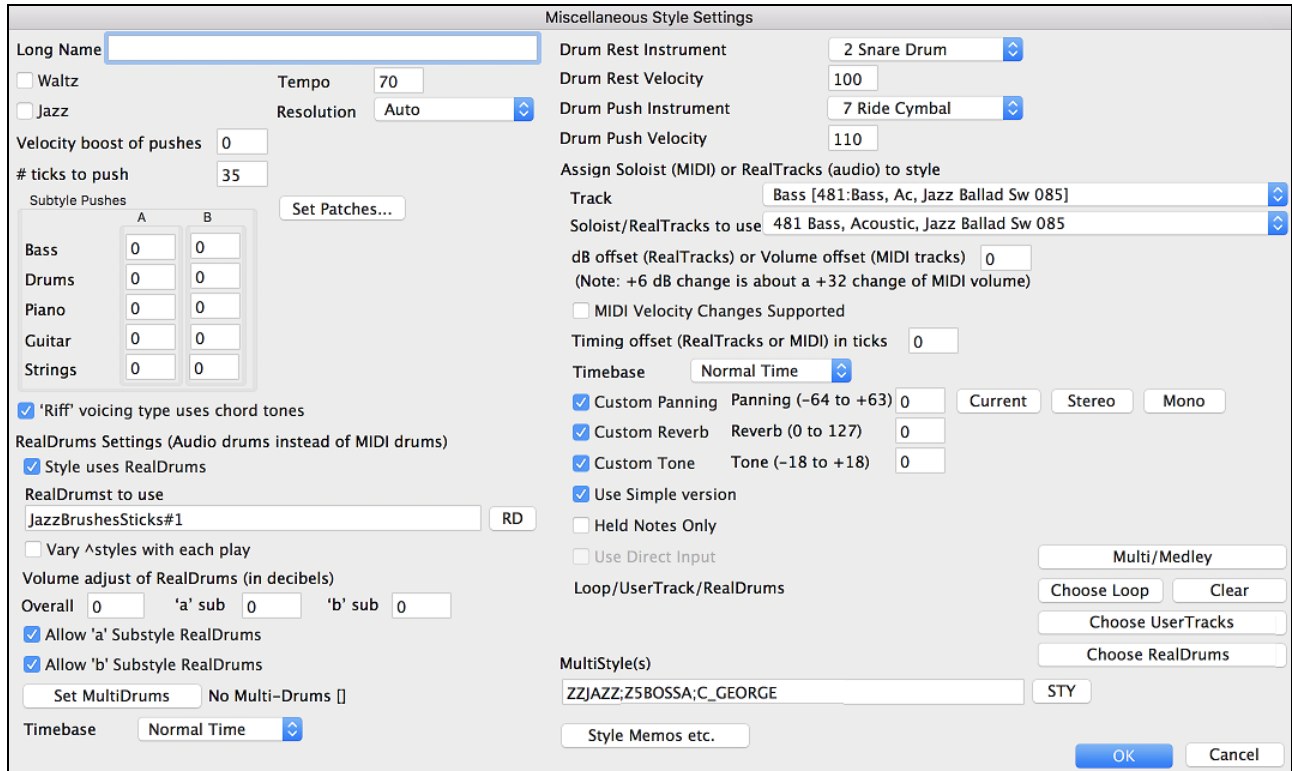 Miscellaneous Style Settings
Long Name
Waltz
Tempo 70
Jazz
Resolution Auto
Velocity boost of pushes 0
# ticks to push 35
Subtyle Pushes
Set Patches...
A B
Bass 0 0
Drums 0 0
Piano 0 0
Guitar 0 0
Strings 0 0
'Riff' voicing type uses chord tones
RealDrums Settings (Audio drums instead of MIDI drums)
Style uses RealDrums
RealDrumst to use
JazzBrushesSticks#1 RD
Vary ^styles with each play
Volume adjust of RealDrums (in decibels)
Overall 0 'a' sub 0 'b' sub 0
Allow 'a' Substyle RealDrums
Allow 'b' Substyle RealDrums
Set MultiDrums No Multi-Drums []
Timebase Normal Time
Drum Rest Instrument 2 Snare Drum
Drum Rest Velocity 100
Drum Push Instrument 7 Ride Cymbal
Drum Push Velocity 110
Assign Soloist (MIDI) or RealTracks (audio) to style
Track Bass [481:Bass, Ac, Jazz Ballad Sw 085]
Soloist/RealTracks to use 481 Bass, Acoustic, Jazz Ballad Sw 085
dB offset (RealTracks) or Volume offset (MIDI tracks) 0
(Note: +6 dB change is about a +32 change of MIDI volume)
MIDI Velocity Changes Supported
Timing offset (RealTracks or MIDI) in ticks 0
Timebase Normal Time
Custom Panning Panning (-64 to +63) 0 Current Stereo Mono
Custom Reverb Reverb (0 to 127) 0
Custom Tone Tone (-18 to +18) 0
Use Simple version
Held Notes Only
Use Direct Input
Multi/Medley
Loop/UserTrack/RealDrums
Choose Loop Clear
Choose UserTracks
Choose RealDrums
MultiStyle(s)
ZZJAZZ;Z5BOSSA;C_GEORGE STY
Style Memos etc.
OK Cancel